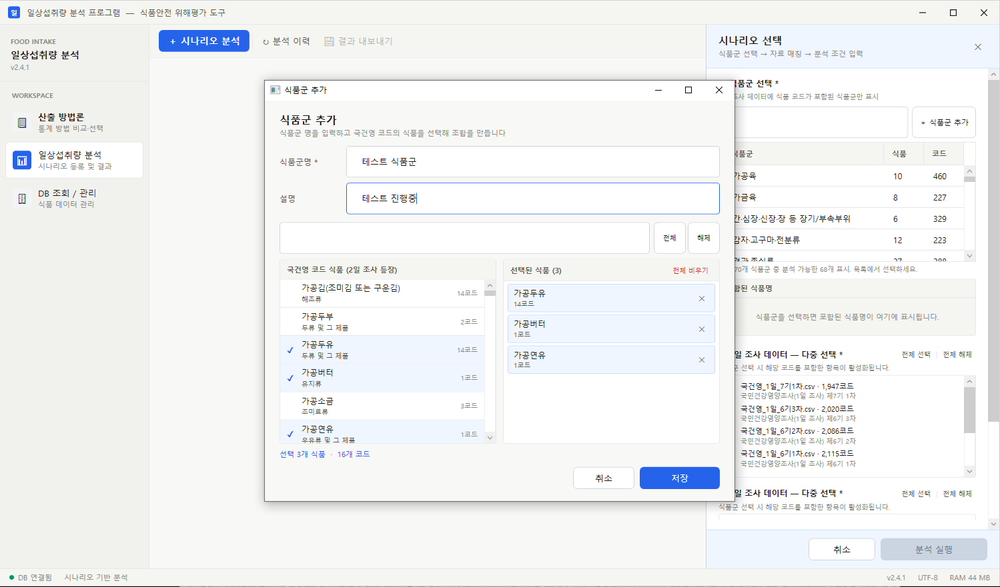 일
일상섭취량 분석 프로그램 — 식품안전 위해평가 도구
FOOD INTAKE
일상섭취량 분석
v2.4.1
WORKSPACE
산출 방법론
통계 방법 비교·선택
일상섭취량 분석
시나리오 등록 및 결과
DB 조회 / 관리
식품 데이터 관리
+ 시나리오 분석
↻ 분석 이력
결과 내보내기
식품군 추가
식품군 추가
식품군 명을 입력하고 국건영 코드의 식품을 선택해 조합을 만듭니다
식품군명 *
테스트 식품군
설명
테스트 진행중
전체
해제
국건영 코드 식품 (2일 조사 등장)
가공김(조미김 또는 구운김)
해조류
14코드
가공두부
두류 및 그 제품
2코드
✓
가공두유
두류 및 그 제품
14코드
✓
가공버터
유지류
1코드
가공소금
조미료류
3코드
✓
가공연유
우유류 및 그 제품
1코드
선택된 식품 (3)
전체 비우기
가공두유
14코드
가공버터
1코드
가공연유
1코드
선택 3개 식품 · 16개 코드
취소
저장
시나리오 선택
식품군 선택 → 자료 매칭 → 분석 조건 입력
품군 선택 *
사 데이터에 식품 코드가 포함된 식품군만 표시
+ 식품군 추가
품군
식품
코드
가공육
10
460
가금육
8
227
간·심장·신장·장 등 장기/부속부위
6
329
감자·고구마·전분류
12
223
70개 식품군 중 분석 가능한 68개 표시. 목록에서 선택하세요.
함된 식품명
식품군을 선택하면 포함된 식품명이 여기에 표시됩니다.
일 조사 데이터 — 다중 선택 *
전체 선택
전체 해제
선택 시 해당 코드를 포함한 항목이 활성화됩니다.
국건영_1일_7기1차.csv · 1,947코드
국민건강영양조사(1일 조사) 제7기 1차
국건영_1일_6기3차.csv · 2,020코드
국민건강영양조사(1일 조사) 제6기 3차
국건영_1일_6기2차.csv · 2,086코드
국민건강영양조사(1일 조사) 제6기 2차
국건영_1일_6기1차.csv · 2,115코드
국민건강영양조사(1일 조사) 제6기 1차
일 조사 데이터 — 다중 선택 *
전체 선택
전체 해제
식품군 선택 시 해당 코드를 포함한 항목이 활성화됩니다.
취소
분석 실행
DB 연결됨
시나리오 기반 분석
v2.4.1
UTF-8
RAM 44 MB